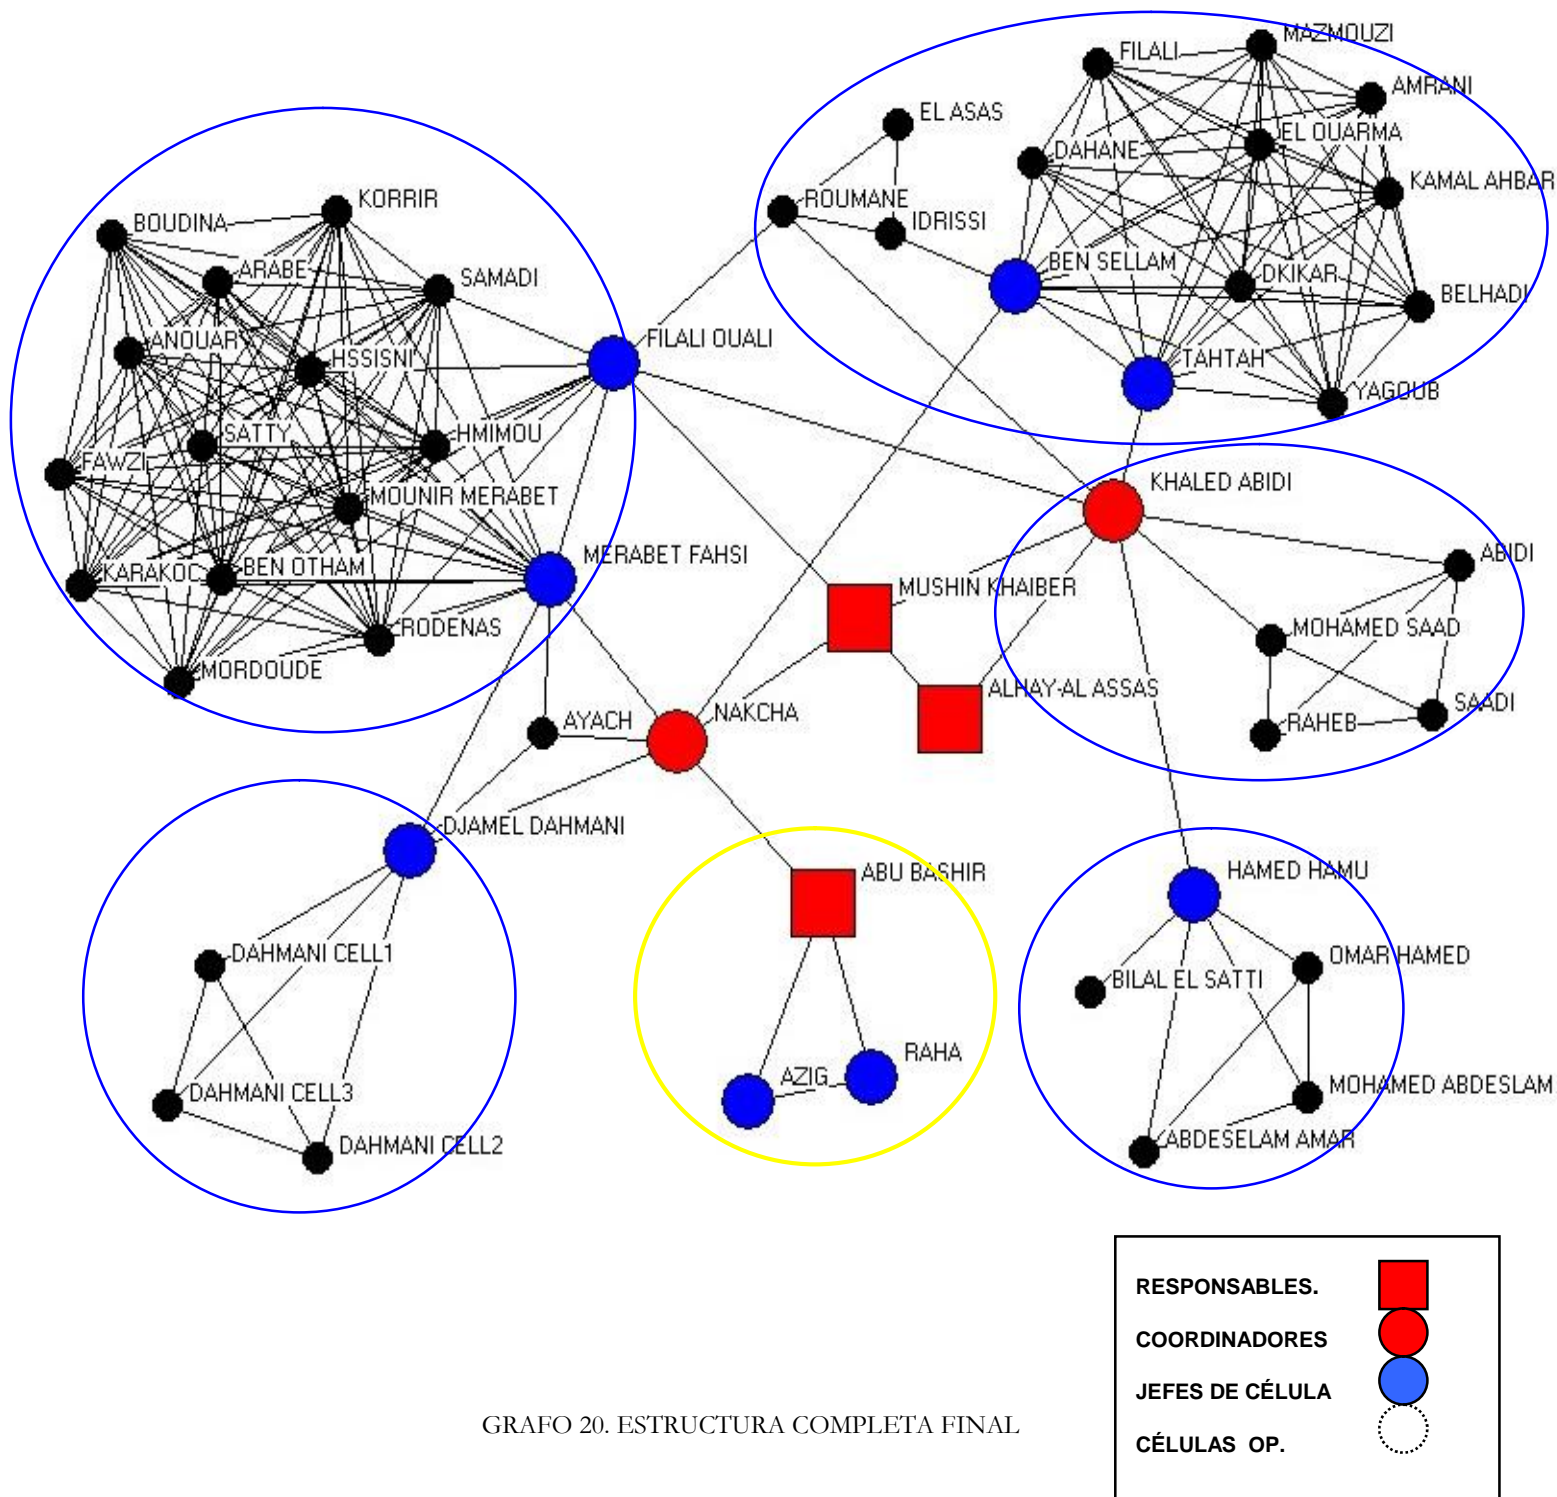 MAZMOUZI
FILALI
AMRANI
EL ASAS
EL OUARMA
DAHANE
KAMAL AHBAR
ROUMANE
KORRIR
BOUDINA
IDRISSI
BEN SELLAM
ARABE
SAMADI
DKIKAR
BELHADI
ANOUAR
HSSISNI
FILALI OUALI
TAHTAH
YAGOUB
SATTY
HMIMOU
FAWZI
MOUNIR MERABET
KHALED ABIDI
MERABET FAHSI
ABIDI
KARAKOC
BEN OTHAM
MUSHIN KHAIBER
RODENAS
MOHAMED SAAD
MORDOUDE
ALHAY-AL ASSAS
AYACH
NAKCHA
RAHEB
SAADI
DJAMEL DAHMANI
ABU BASHIR
HAMED HAMU
DAHMANI CELL1
OMAR HAMED
BILAL EL SATTI
RAHA
AZIG
DAHMANI CELL3
MOHAMED ABDESLAM
DAHMANI CELL2
ABDESELAM AMAR
RESPONSABLES.
COORDINADORES
JEFES DE CÉLULA
CÉLULAS OP.
GRAFO 20. ESTRUCTURA COMPLETA FINAL